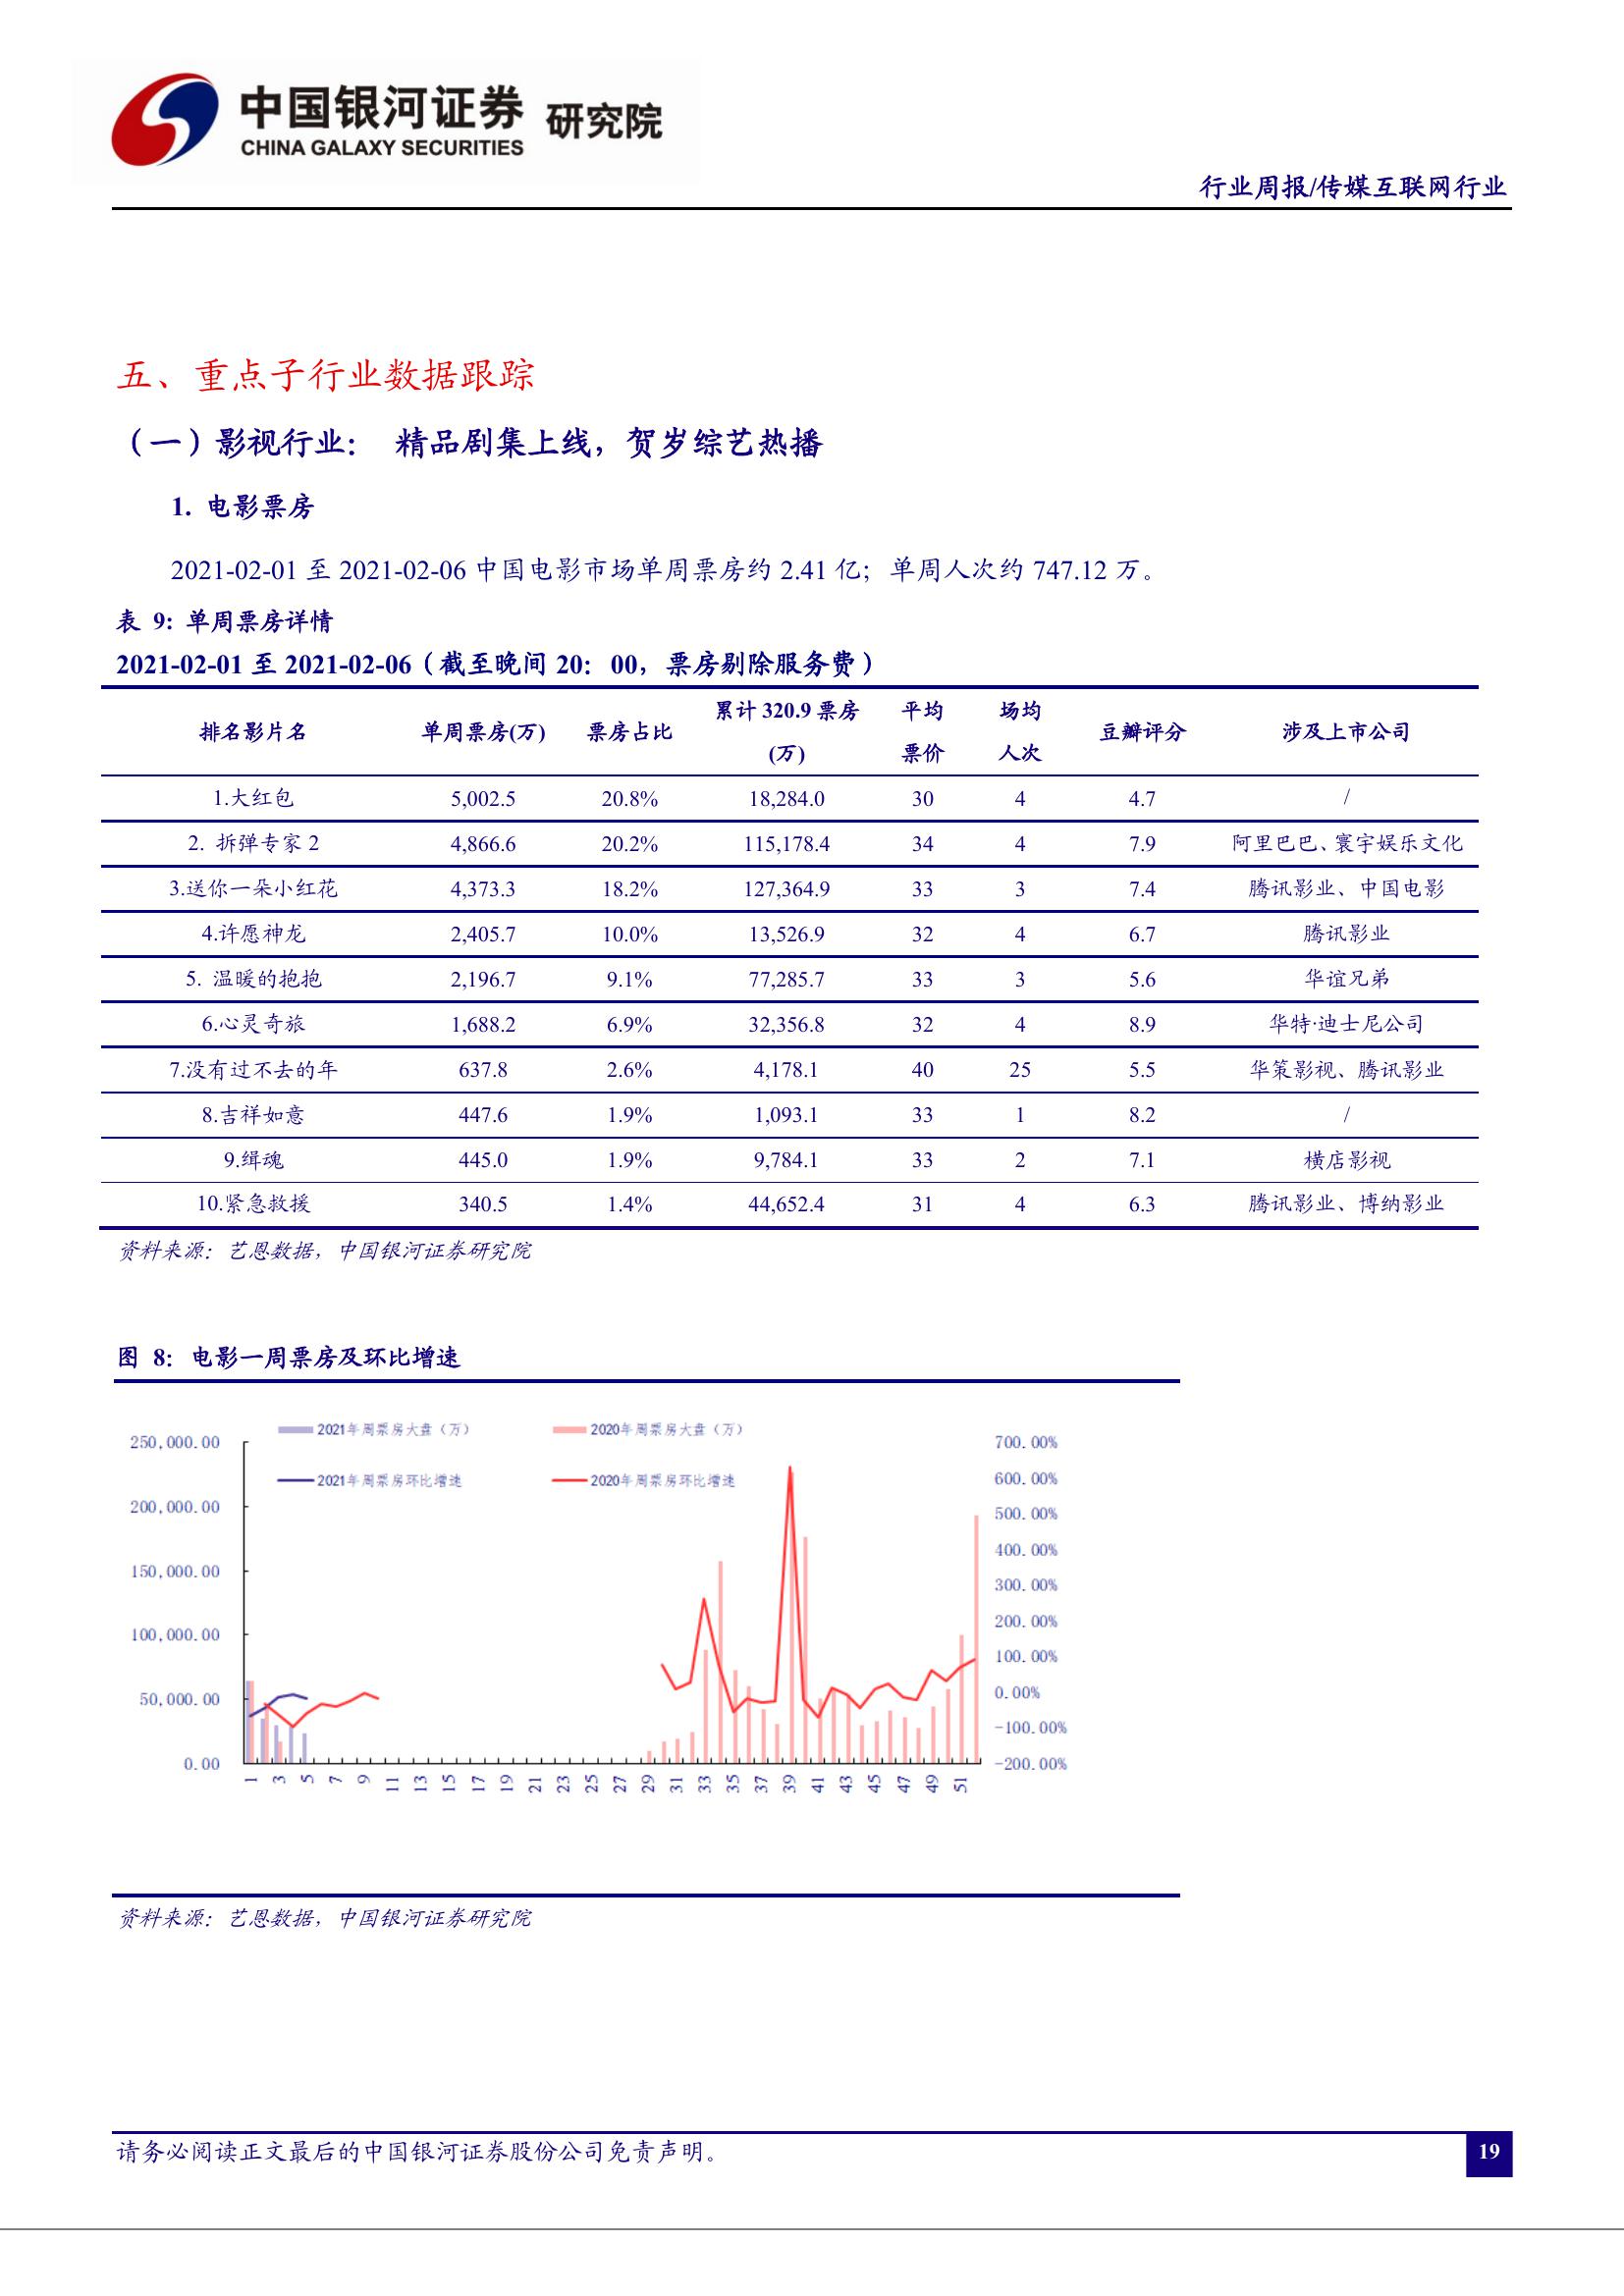 中国银河证券 研究院
CHINA GALAXY SECURITIES
行业周报/传媒互联网行业
五、重点子行业数据跟踪
（一）影视行业： 精品剧集上线，贺岁综艺热播
1. 电影票房
2021-02-01 至 2021-02-06 中国电影市场单周票房约 2.41 亿；单周人次约 747.12 万。
表 9: 单周票房详情
2021-02-01 至 2021-02-06（截至晚间 20：00，票房剔除服务费）
排名影片名 单周票房(万) 票房占比 累计 320.9 票房(万) 平均票价 场均人次 豆瓣评分 涉及上市公司
1.大红包 5,002.5 20.8% 18,284.0 30 4 4.7 /
2. 拆弹专家 2 4,866.6 20.2% 115,178.4 34 4 7.9 阿里巴巴、寰宇娱乐文化
3.送你一朵小红花 4,373.3 18.2% 127,364.9 33 3 7.4 腾讯影业、中国电影
4.许愿神龙 2,405.7 10.0% 13,526.9 32 4 6.7 腾讯影业
5. 温暖的抱抱 2,196.7 9.1% 77,285.7 33 3 5.6 华谊兄弟
6.心灵奇旅 1,688.2 6.9% 32,356.8 32 4 8.9 华特·迪士尼公司
7.没有过不去的年 637.8 2.6% 4,178.1 40 25 5.5 华策影视、腾讯影业
8.吉祥如意 447.6 1.9% 1,093.1 33 1 8.2 /
9.缉魂 445.0 1.9% 9,784.1 33 2 7.1 横店影视
10.紧急救援 340.5 1.4% 44,652.4 31 4 6.3 腾讯影业、博纳影业
资料来源：艺恩数据，中国银河证券研究院
图 8: 电影一周票房及环比增速
2021年周票房大盘（万） 2020年周票房大盘（万）
2021年周票房环比增速 2020年周票房环比增速
250,000.00
200,000.00
150,000.00
100,000.00
50,000.00
0.00
700.00%
600.00%
500.00%
400.00%
300.00%
200.00%
100.00%
0.00%
-100.00%
-200.00%
1 3 5 7 9 11 13 15 17 19 21 23 25 27 29 31 33 35 37 39 41 43 45 47 49 51
资料来源：艺恩数据，中国银河证券研究院
请务必阅读正文最后的中国银河证券股份公司免责声明。
19